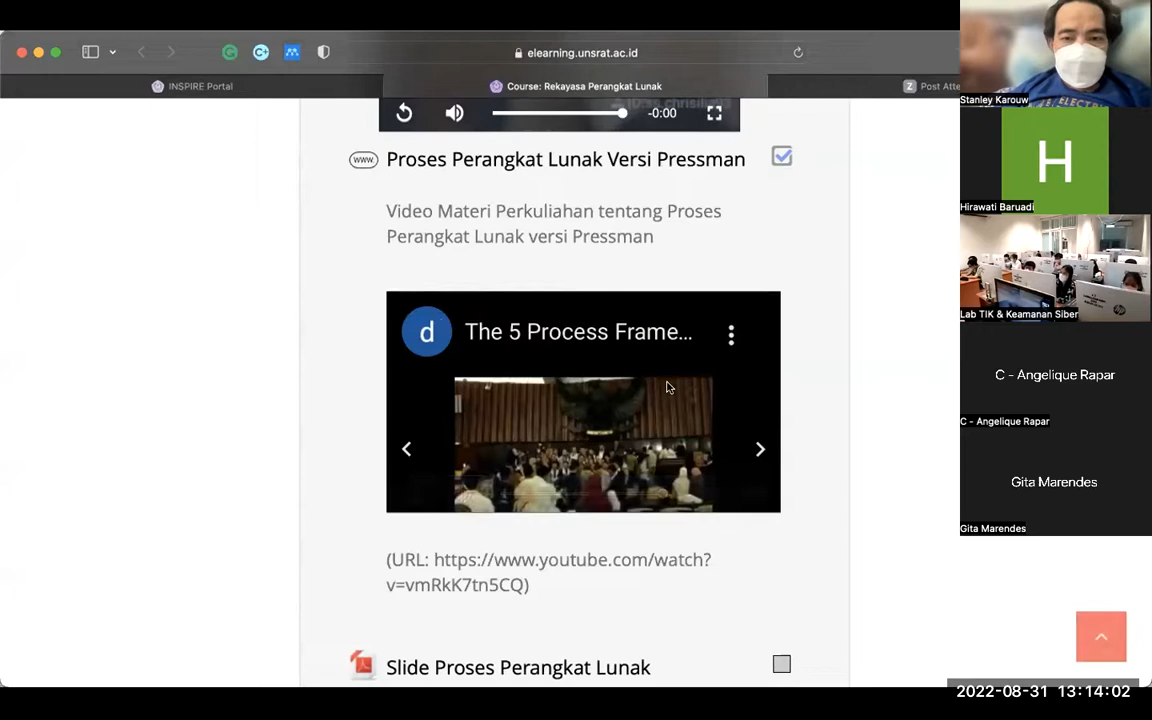 elearning.unsrat.ac.id
INSPIRE Portal
Course: Rekayasa Perangkat Lunak
Post Atte
-0:00
www
Proses Perangkat Lunak Versi Pressman
Video Materi Perkuliahan tentang Proses
Perangkat Lunak versi Pressman
d
The 5 Process Frame...
(URL: https://www.youtube.com/watch?
v=vmRkK7tn5CQ)
Slide Proses Perangkat Lunak
Stanley Karouw
H
Hirawati Baruadi
Lab TIK & Keamanan Siber
C - Angelique Rapar
C - Angelique Rapar
Gita Marendes
Gita Marendes
2022-08-31 13:14:02